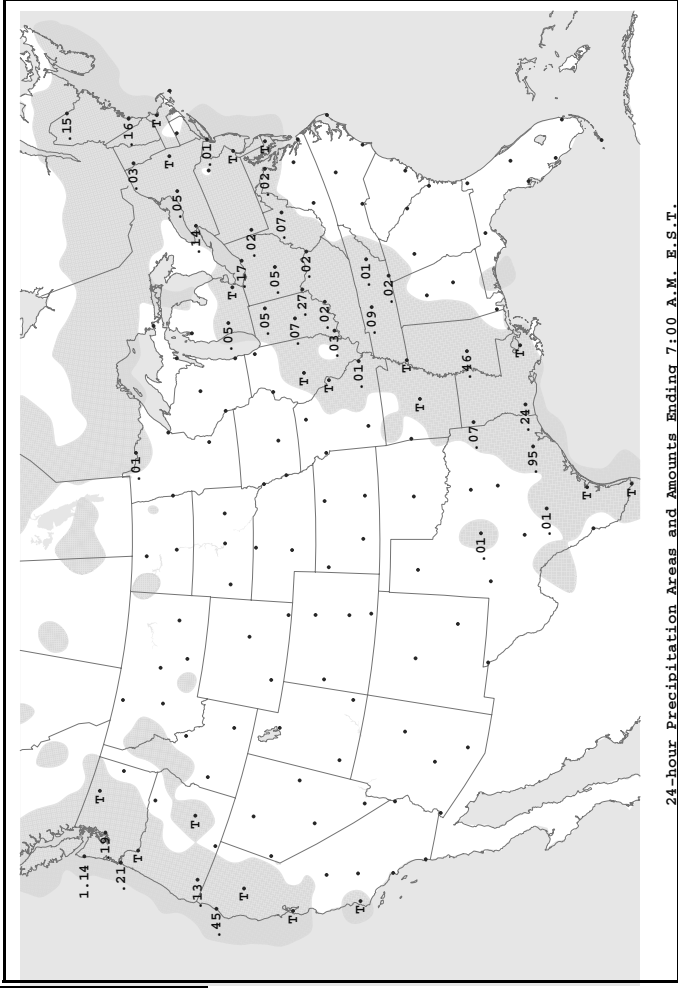 .15
1.14
T
.19
.21
.16
.03
.01
T
T
T
.05
T
.14
.13
.01
.45
.05
T
T
.17
T
.02
.05
.02
T
.05
.07
T
.07
.27
T
.02
.02
T
.03
.01
T
.01
.09
.02
T
T
.46
.07
.01
T
.24
.95
.01
T
T
24-hour Precipitation Areas and Amounts Ending 7:00 A.M. E.S.T.